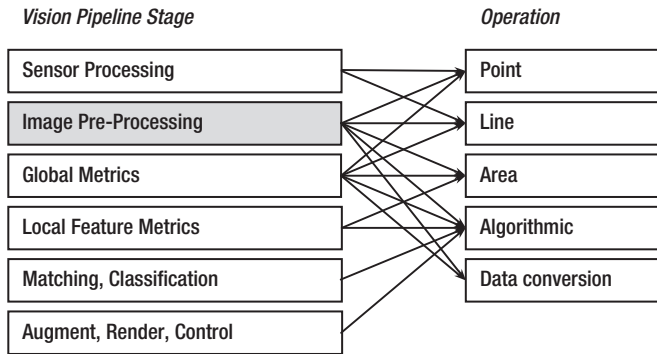 Vision Pipeline Stage Operation
Sensor Processing Point
Image Pre-Processing Line
Global Metrics Area
Local Feature Metrics Algorithmic
Matching, Classification Data conversion
Augment, Render, Control